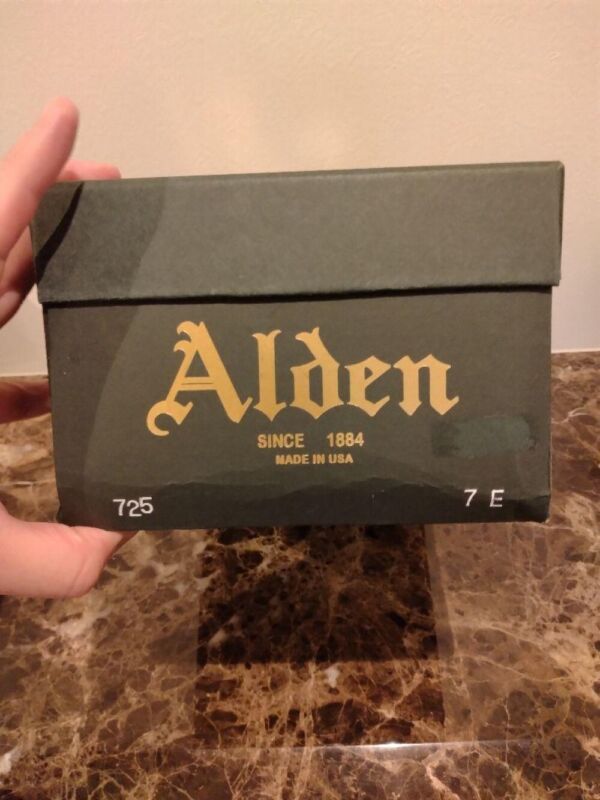 Alden
SINCE 1884
MADE IN USA
725 7 E